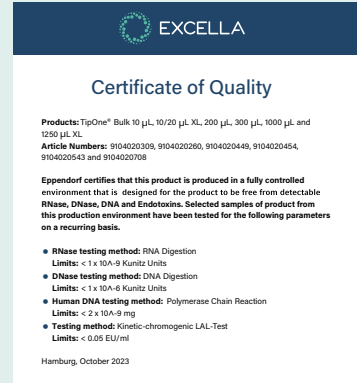 EXCELLA
Certificate of Quality
Products: TipOne® Bulk 10 µL, 10/20 µL XL, 200 µL, 300 µL, 1000 µL and
1250 µL XL
Article Numbers: 9104020309, 9104020260, 9104020449, 9104020454,
9104020543 and 9104020708
Eppendorf certifies that this product is produced in a fully controlled
environment that is designed for the product to be free from detectable
RNase, DNase, DNA and Endotoxins. Selected samples of product from
this production environment have been tested for the following parameters
on a recurring basis.
• RNase testing method: RNA Digestion
Limits: < 1 x 10^-9 Kunitz Units
• DNase testing method: DNA Digestion
Limits: < 1 x 10^-6 Kunitz Units
• Human DNA testing method: Polymerase Chain Reaction
Limits: < 2 x 10^-9 mg
• Testing method: Kinetic-chromogenic LAL-Test
Limits: < 0.05 EU/ml
Hamburg, October 2023